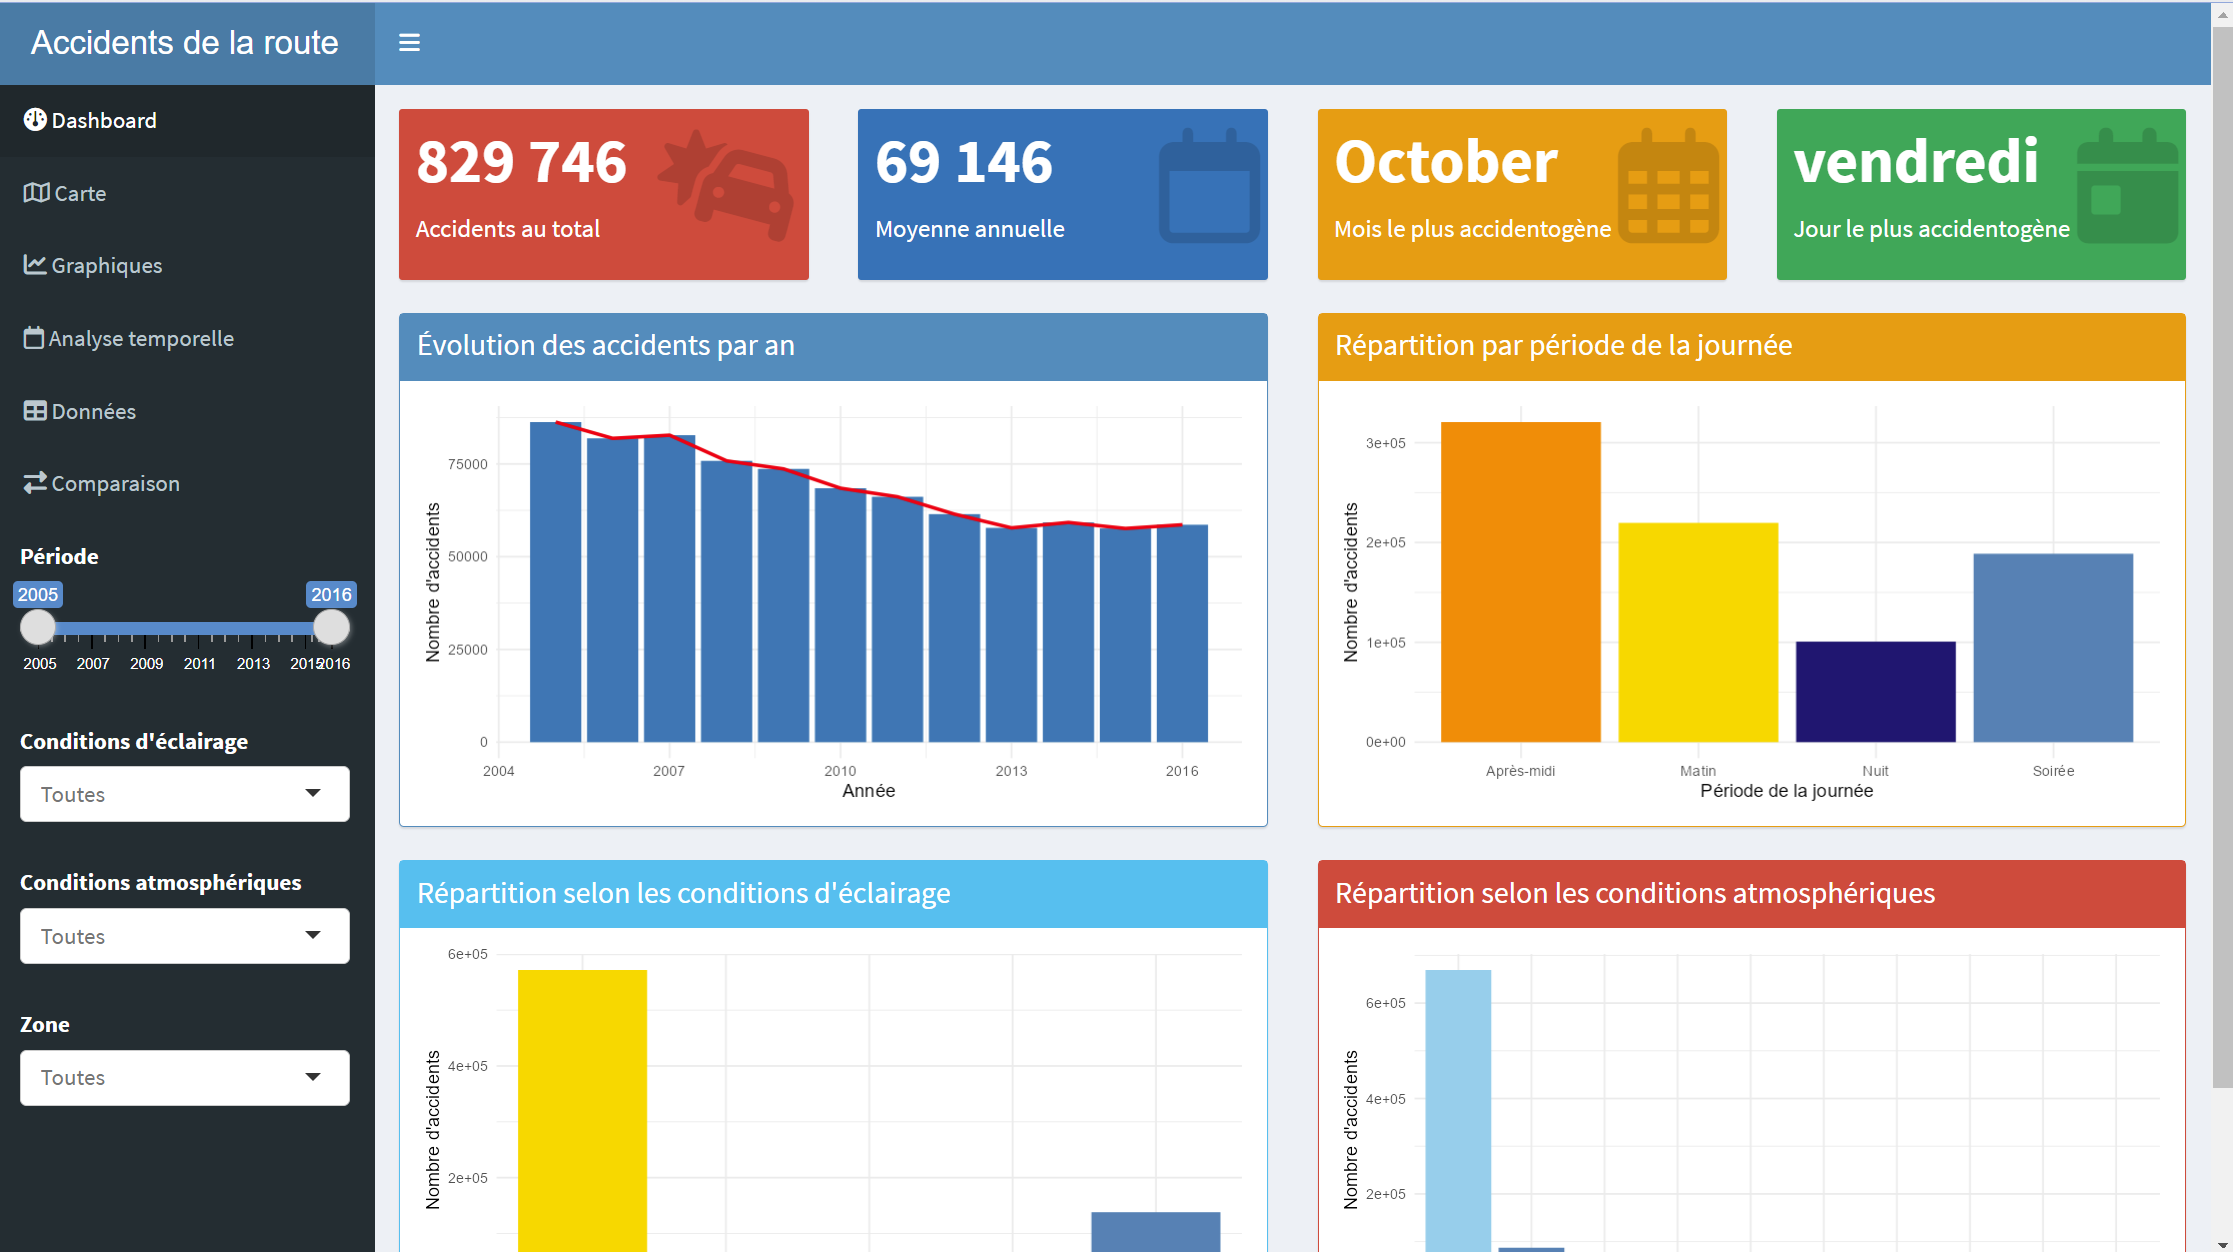 Accidents de la route
Dashboard
Carte
Graphiques
Analyse temporelle
Données
Comparaison
Période
2005
2016
2005
2007
2009
2011
2013
2015
2016
Conditions d'éclairage
Toutes
Conditions atmosphériques
Toutes
Zone
Toutes
829 746
Accidents au total
69 146
Moyenne annuelle
October
Mois le plus accidentogène
vendredi
Jour le plus accidentogène
Évolution des accidents par an
Nombre d'accidents
75000
50000
25000
0
2004
2007
2010
2013
2016
Année
Répartition par période de la journée
Nombre d'accidents
3e+05
2e+05
1e+05
0e+00
Après-midi
Matin
Nuit
Soirée
Période de la journée
Répartition selon les conditions d'éclairage
Nombre d'accidents
6e+05
4e+05
2e+05
Répartition selon les conditions atmosphériques
Nombre d'accidents
6e+05
4e+05
2e+05